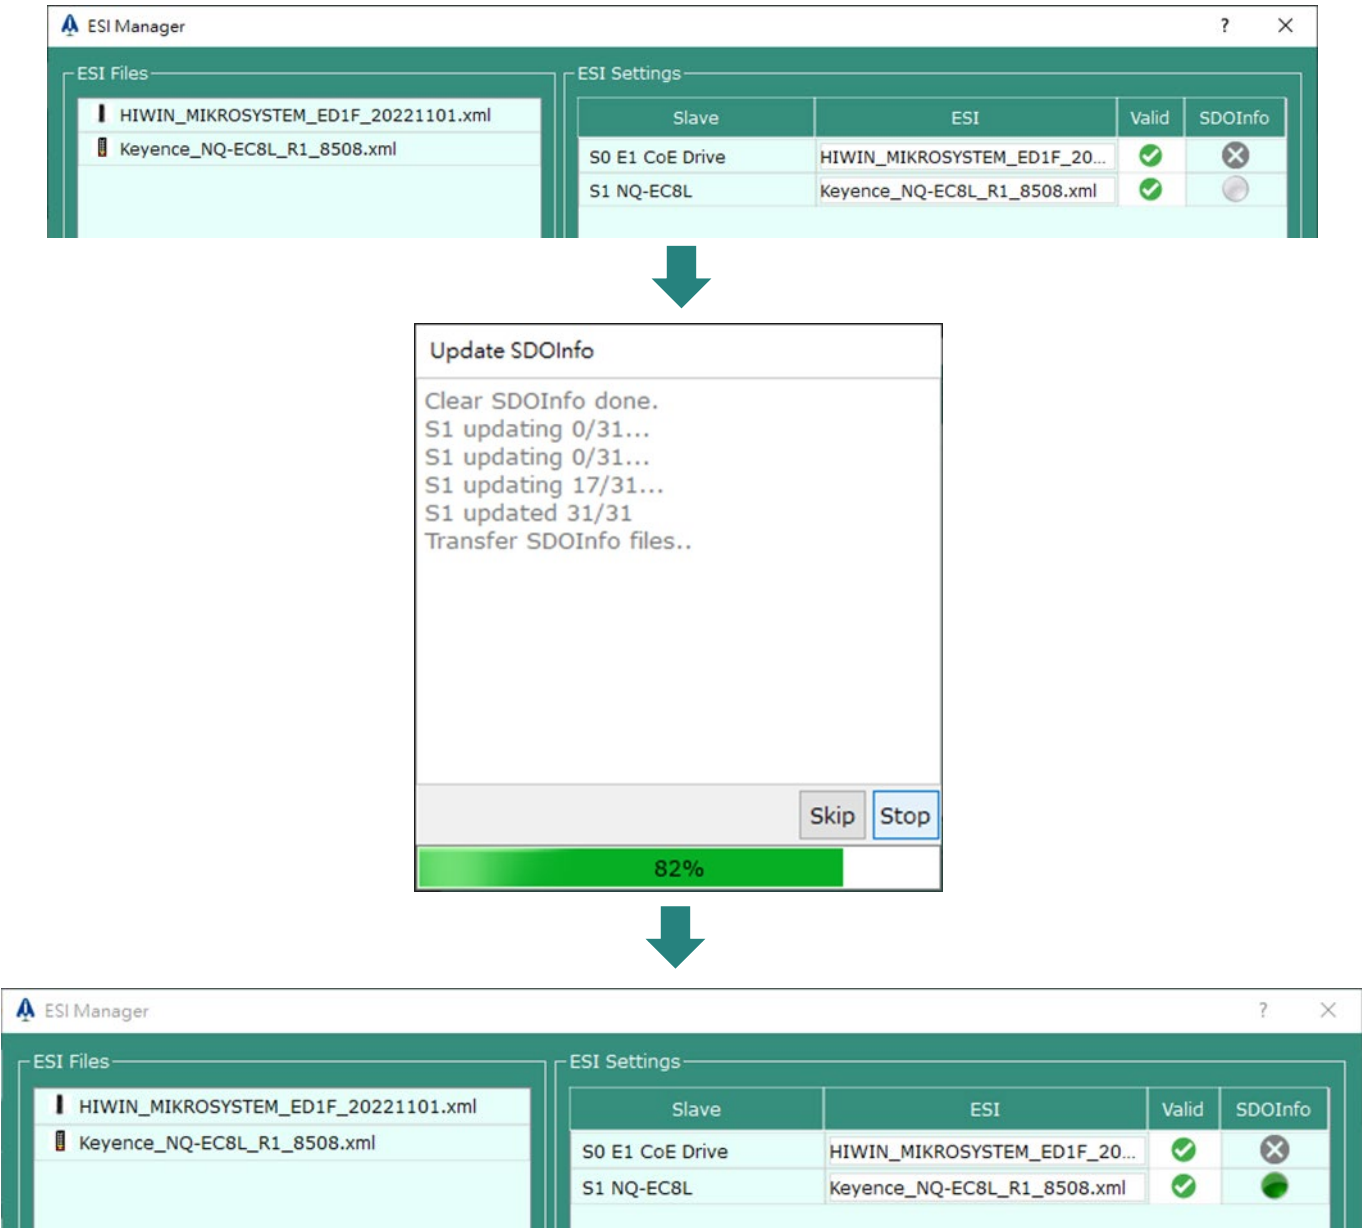 ESI Manager
?
ESI Files
HIWIN_MIKROSYSTEM_ED1F_20221101.xml
Keyence_NQ-EC8L_R1_8508.xml
ESI Settings
Slave ESI Valid SDOInfo
S0 E1 CoE Drive HIWIN_MIKROSYSTEM_ED1F_20...
S1 NQ-EC8L Keyence_NQ-EC8L_R1_8508.xml
Update SDOInfo
Clear SDOInfo done.
S1 updating 0/31...
S1 updating 0/31...
S1 updating 17/31...
S1 updated 31/31
Transfer SDOInfo files..
Skip Stop
82%
ESI Manager
?
ESI Files
HIWIN_MIKROSYSTEM_ED1F_20221101.xml
Keyence_NQ-EC8L_R1_8508.xml
ESI Settings
Slave ESI Valid SDOInfo
S0 E1 CoE Drive HIWIN_MIKROSYSTEM_ED1F_20...
S1 NQ-EC8L Keyence_NQ-EC8L_R1_8508.xml